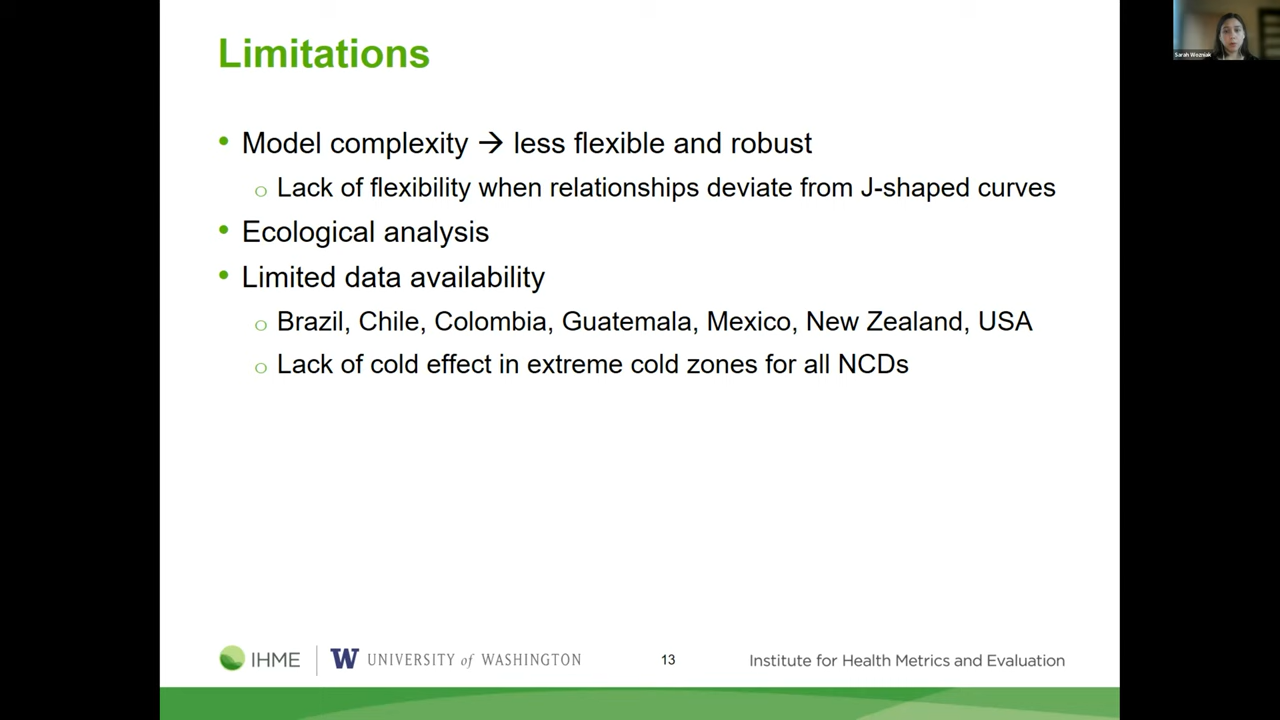 Limitations
Sarah Wozniak
• Model complexity → less flexible and robust
o Lack of flexibility when relationships deviate from J-shaped curves
• Ecological analysis
• Limited data availability
o Brazil, Chile, Colombia, Guatemala, Mexico, New Zealand, USA
o Lack of cold effect in extreme cold zones for all NCDs
IHME W UNIVERSITY of WASHINGTON 13 Institute for Health Metrics and Evaluation